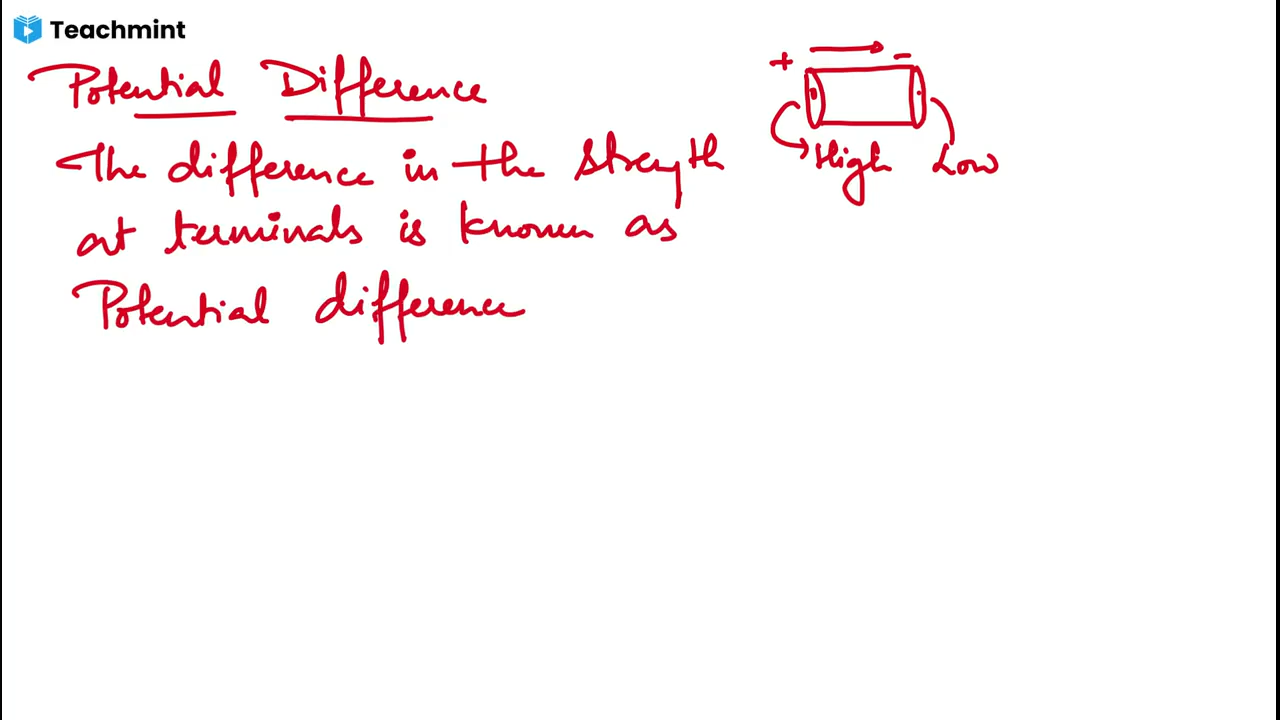 Teachmint
Potential Difference
The difference in the strength
at terminals is known as
Potential difference
+ -
High Low